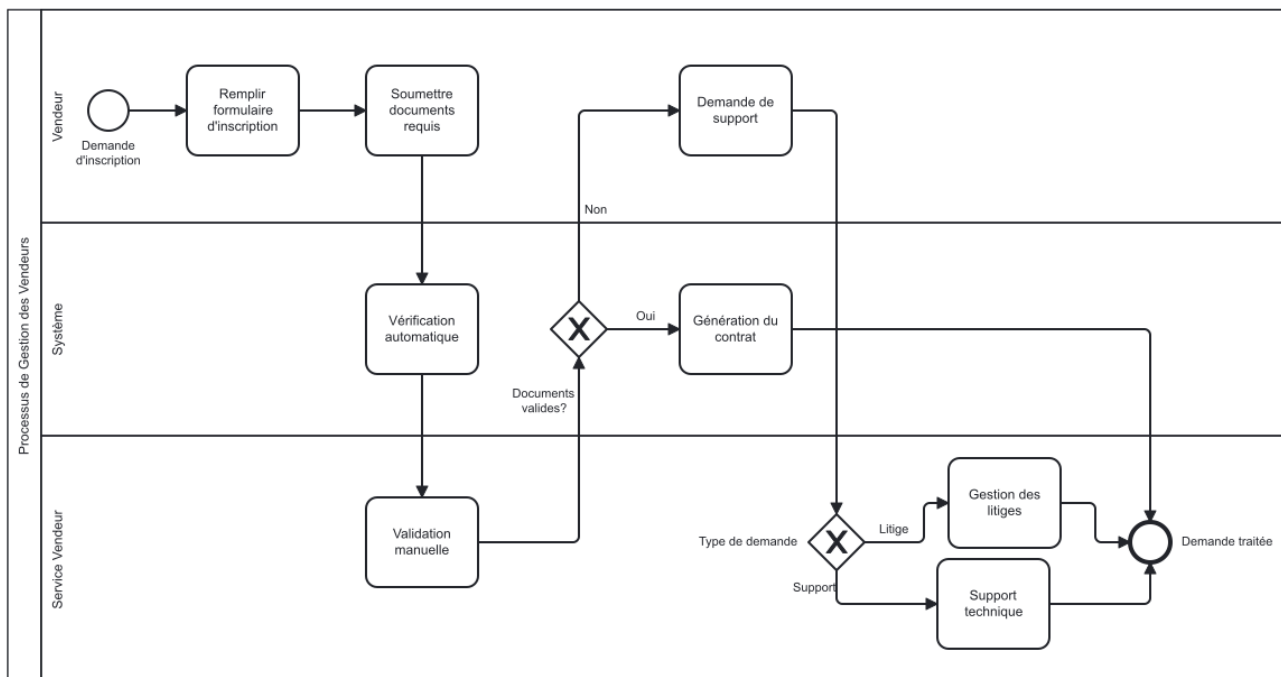 Processus de Gestion des Vendeurs
Vendeur
Demande
d'inscription
Remplir
formulaire
d'inscription
Soumettre
documents
requis
Demande de
support
Non
Système
Vérification
automatique
Documents
valides?
Oui
Génération du
contrat
Service Vendeur
Validation
manuelle
Type de demande
Litige
Support
Gestion des
litiges
Support
technique
Demande traitée